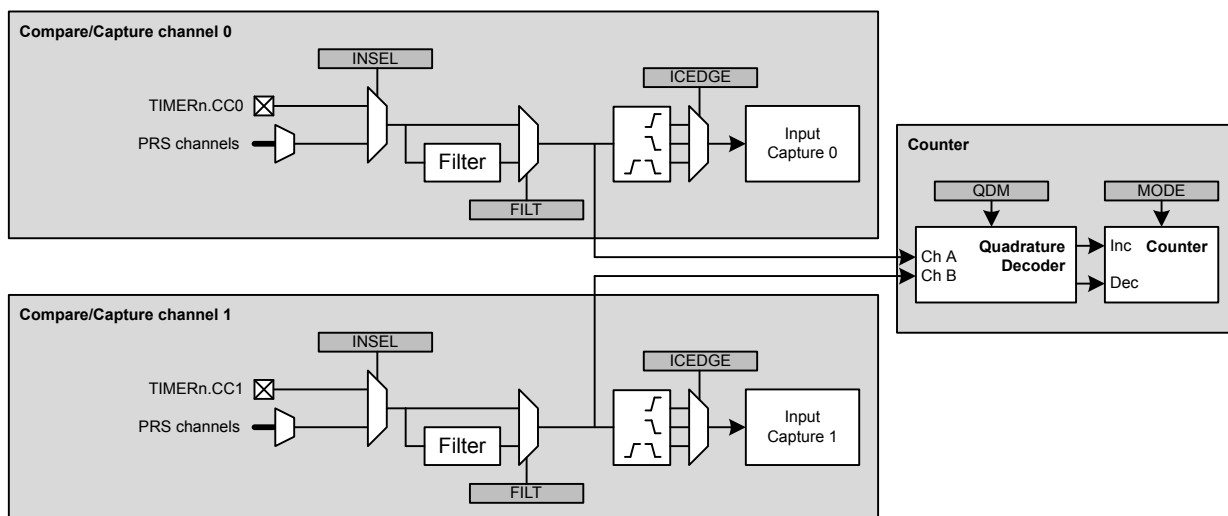 Compare/Capture channel 0
INSEL
TIMERn.CC0
PRS channels
Filter
FILT
ICEDGE
Input
Capture 0
Counter
QDM
MODE
Ch A
Ch B
Quadrature
Decoder
Inc
Dec
Counter
Compare/Capture channel 1
INSEL
TIMERn.CC1
PRS channels
Filter
FILT
ICEDGE
Input
Capture 1